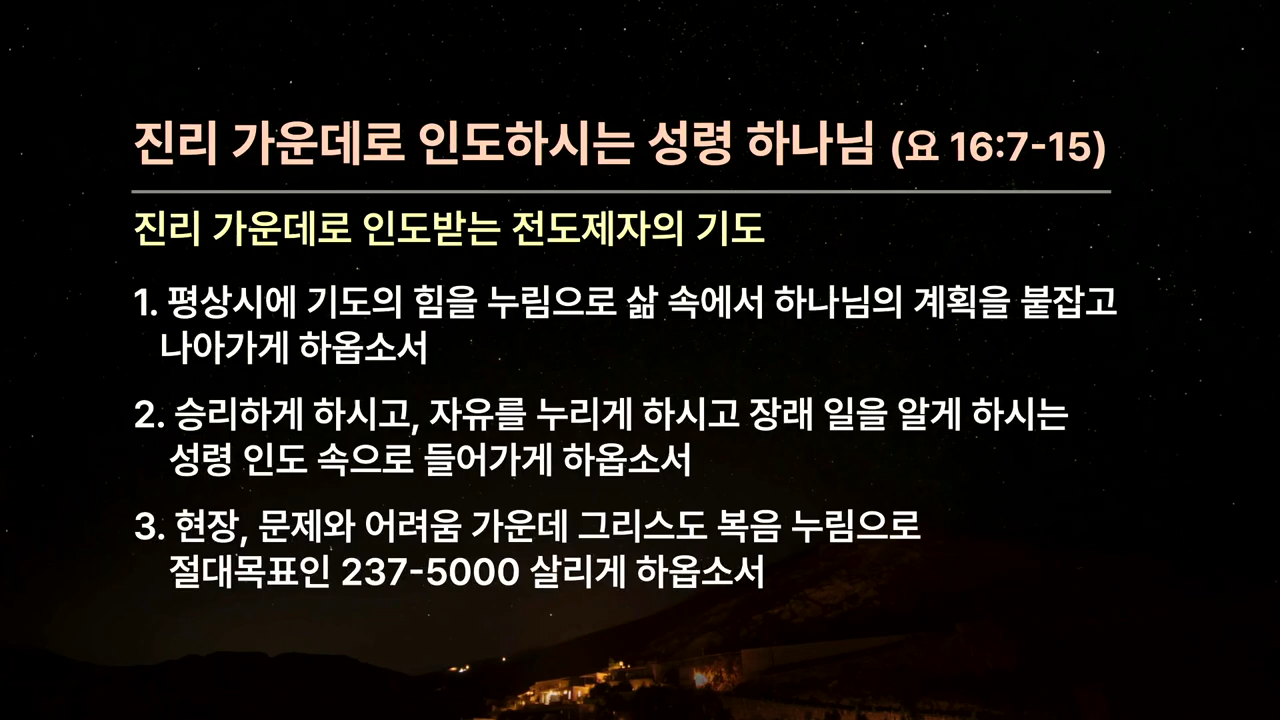 진리 가운데로 인도하시는 성령 하나님 (요 16:7-15)
진리 가운데로 인도받는 전도제자의 기도
1. 평상시에 기도의 힘을 누림으로 삶 속에서 하나님의 계획을 붙잡고
나아가게 하옵소서
2. 승리하게 하시고, 자유를 누리게 하시고 장래 일을 알게 하시는
성령 인도 속으로 들어가게 하옵소서
3. 현장, 문제와 어려움 가운데 그리스도 복음 누림으로
절대목표인 237-5000 살리게 하옵소서